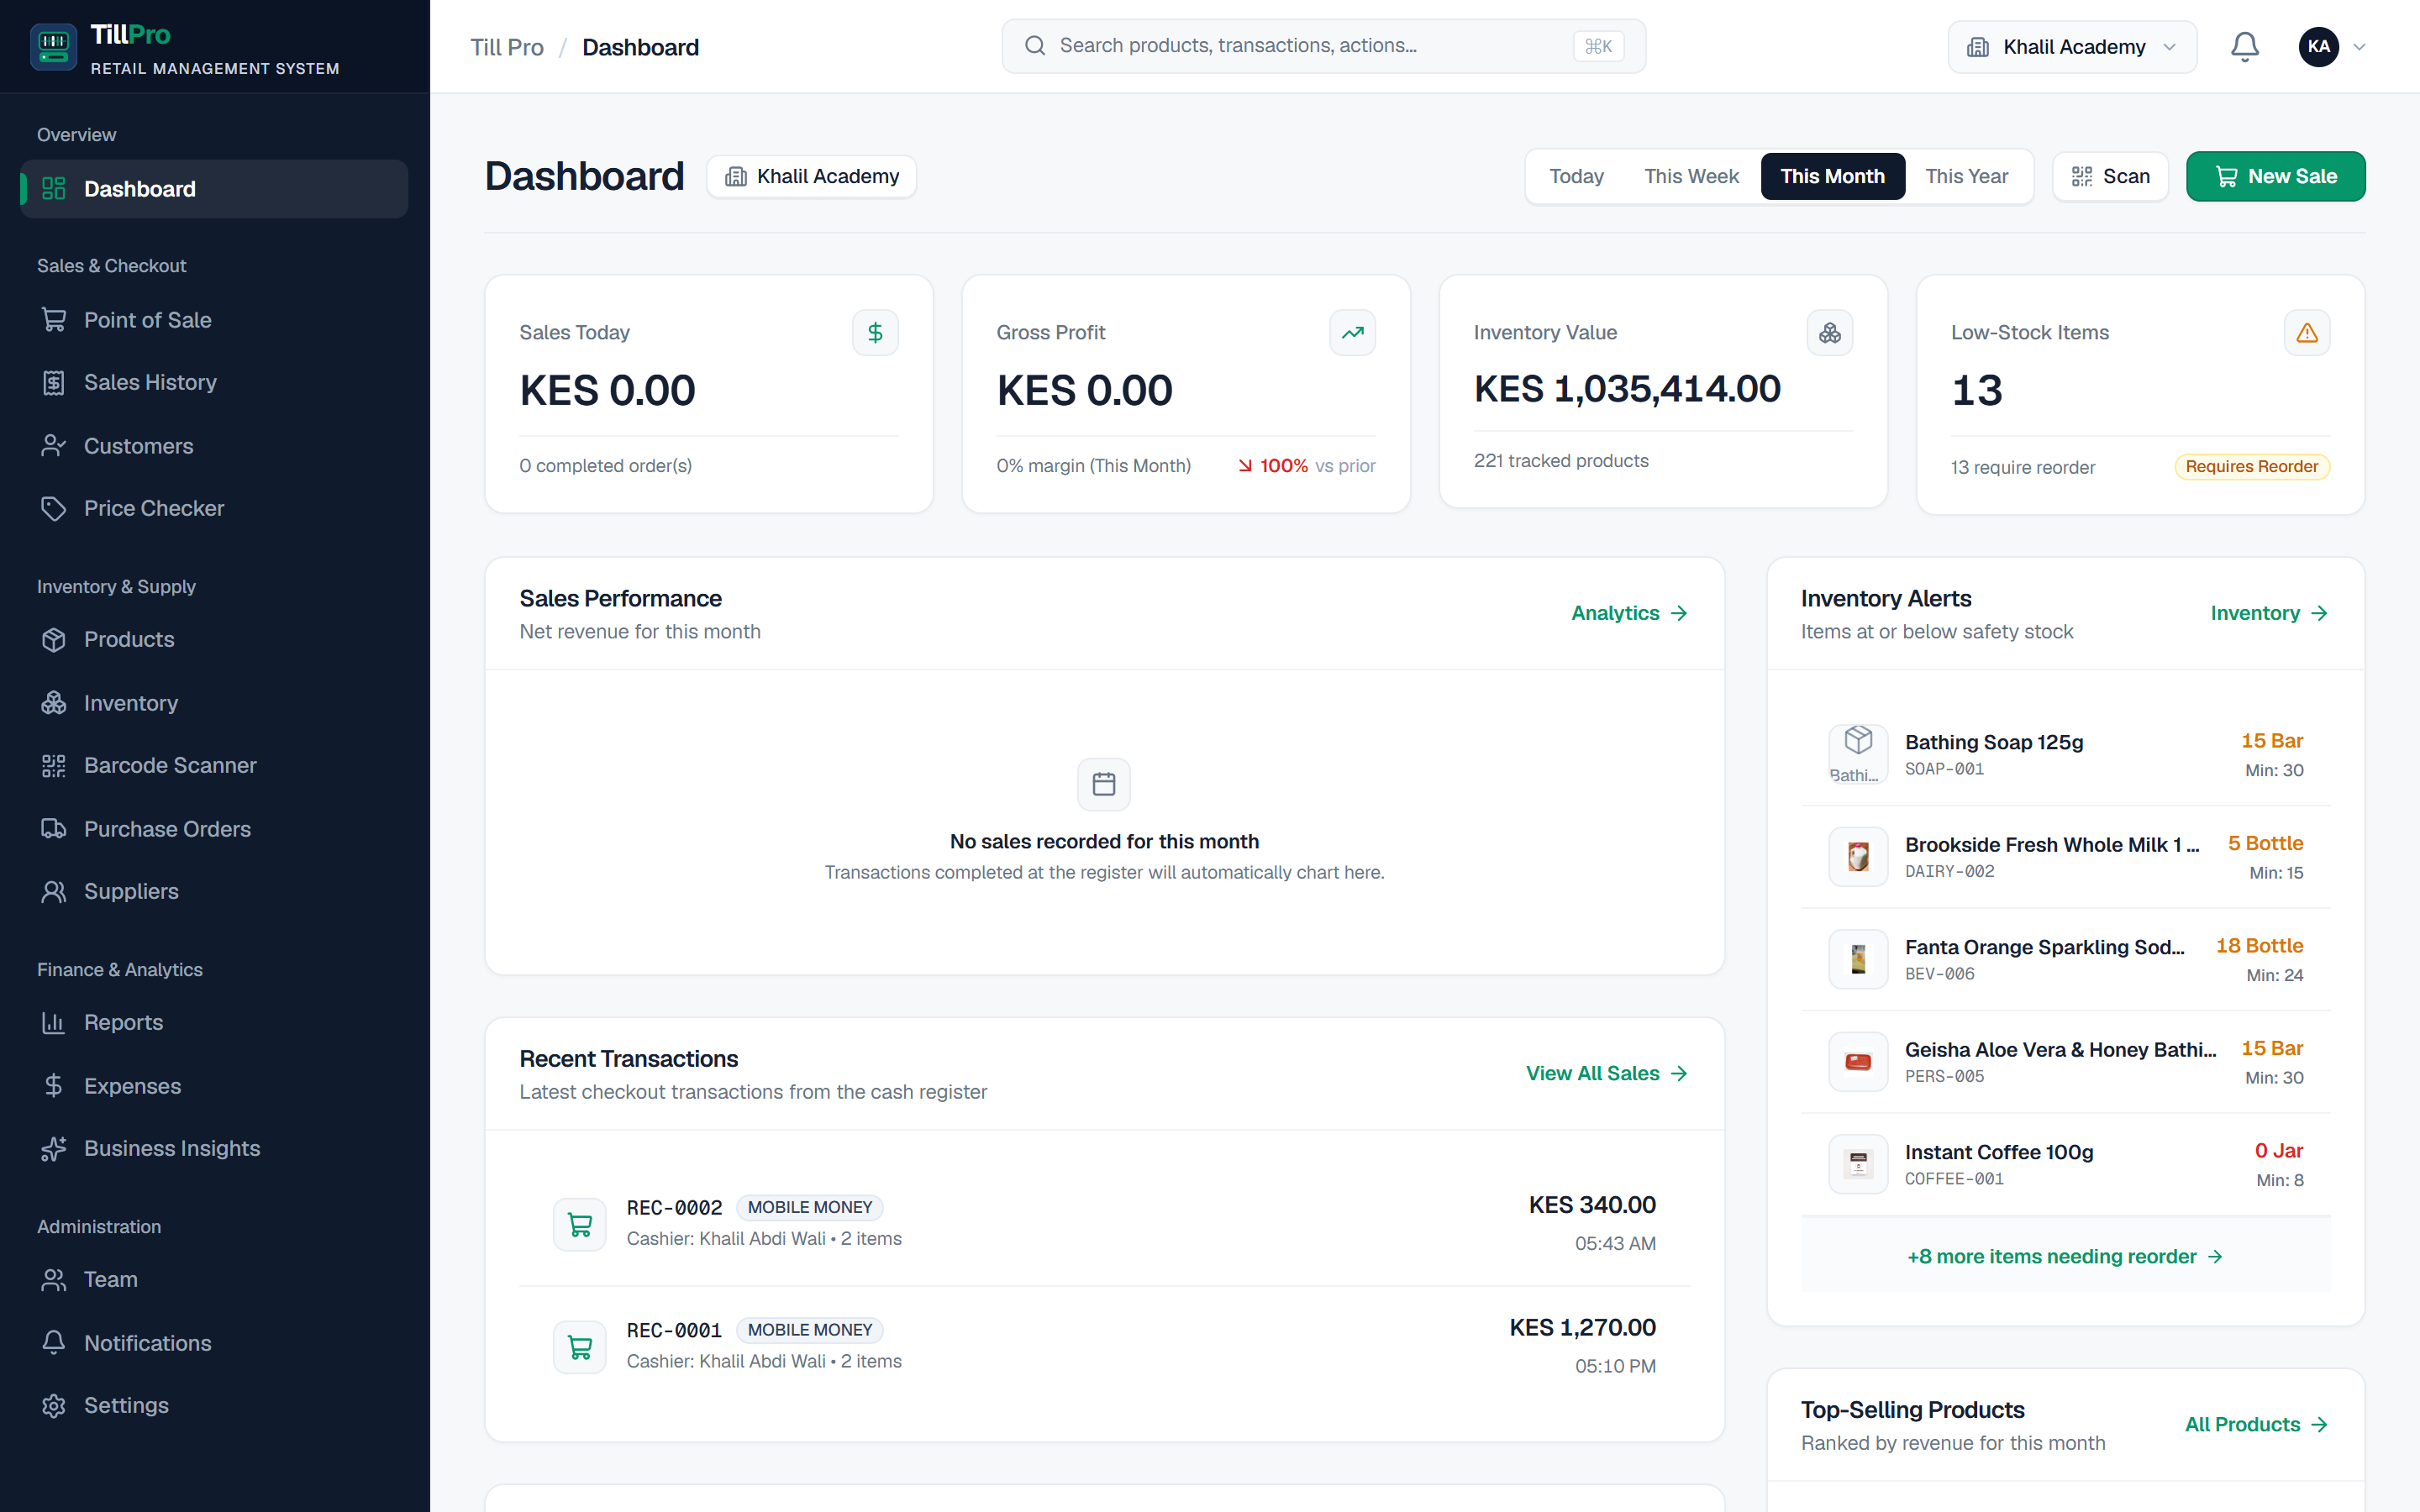 TillPro
RETAIL MANAGEMENT SYSTEM
Overview
Dashboard
Sales & Checkout
Point of Sale
Sales History
Customers
Price Checker
Inventory & Supply
Products
Inventory
Barcode Scanner
Purchase Orders
Suppliers
Finance & Analytics
Reports
Expenses
Business Insights
Administration
Team
Notifications
Settings
Till Pro / Dashboard
Search products, transactions, actions...
⌘K
Khalil Academy
KA
Dashboard
Khalil Academy
Today
This Week
This Month
This Year
Scan
New Sale
Sales Today
KES 0.00
0 completed order(s)
Gross Profit
KES 0.00
0% margin (This Month)
100% vs prior
Inventory Value
KES 1,035,414.00
221 tracked products
Low-Stock Items
13
13 require reorder
Requires Reorder
Sales Performance
Net revenue for this month
Analytics →
No sales recorded for this month
Transactions completed at the register will automatically chart here.
Recent Transactions
Latest checkout transactions from the cash register
View All Sales →
REC-0002 MOBILE MONEY
Cashier: Khalil Abdi Wali • 2 items
KES 340.00
05:43 AM
REC-0001 MOBILE MONEY
Cashier: Khalil Abdi Wali • 2 items
KES 1,270.00
05:10 PM
Inventory Alerts
Items at or below safety stock
Inventory →
Bathi...
Bathing Soap 125g
SOAP-001
15 Bar
Min: 30
Brookside Fresh Whole Milk 1 ...
DAIRY-002
5 Bottle
Min: 15
Fanta Orange Sparkling Sod...
BEV-006
18 Bottle
Min: 24
Geisha Aloe Vera & Honey Bathi...
PERS-005
15 Bar
Min: 30
Instant Coffee 100g
COFFEE-001
0 Jar
Min: 8
+8 more items needing reorder →
Top-Selling Products
Ranked by revenue for this month
All Products →